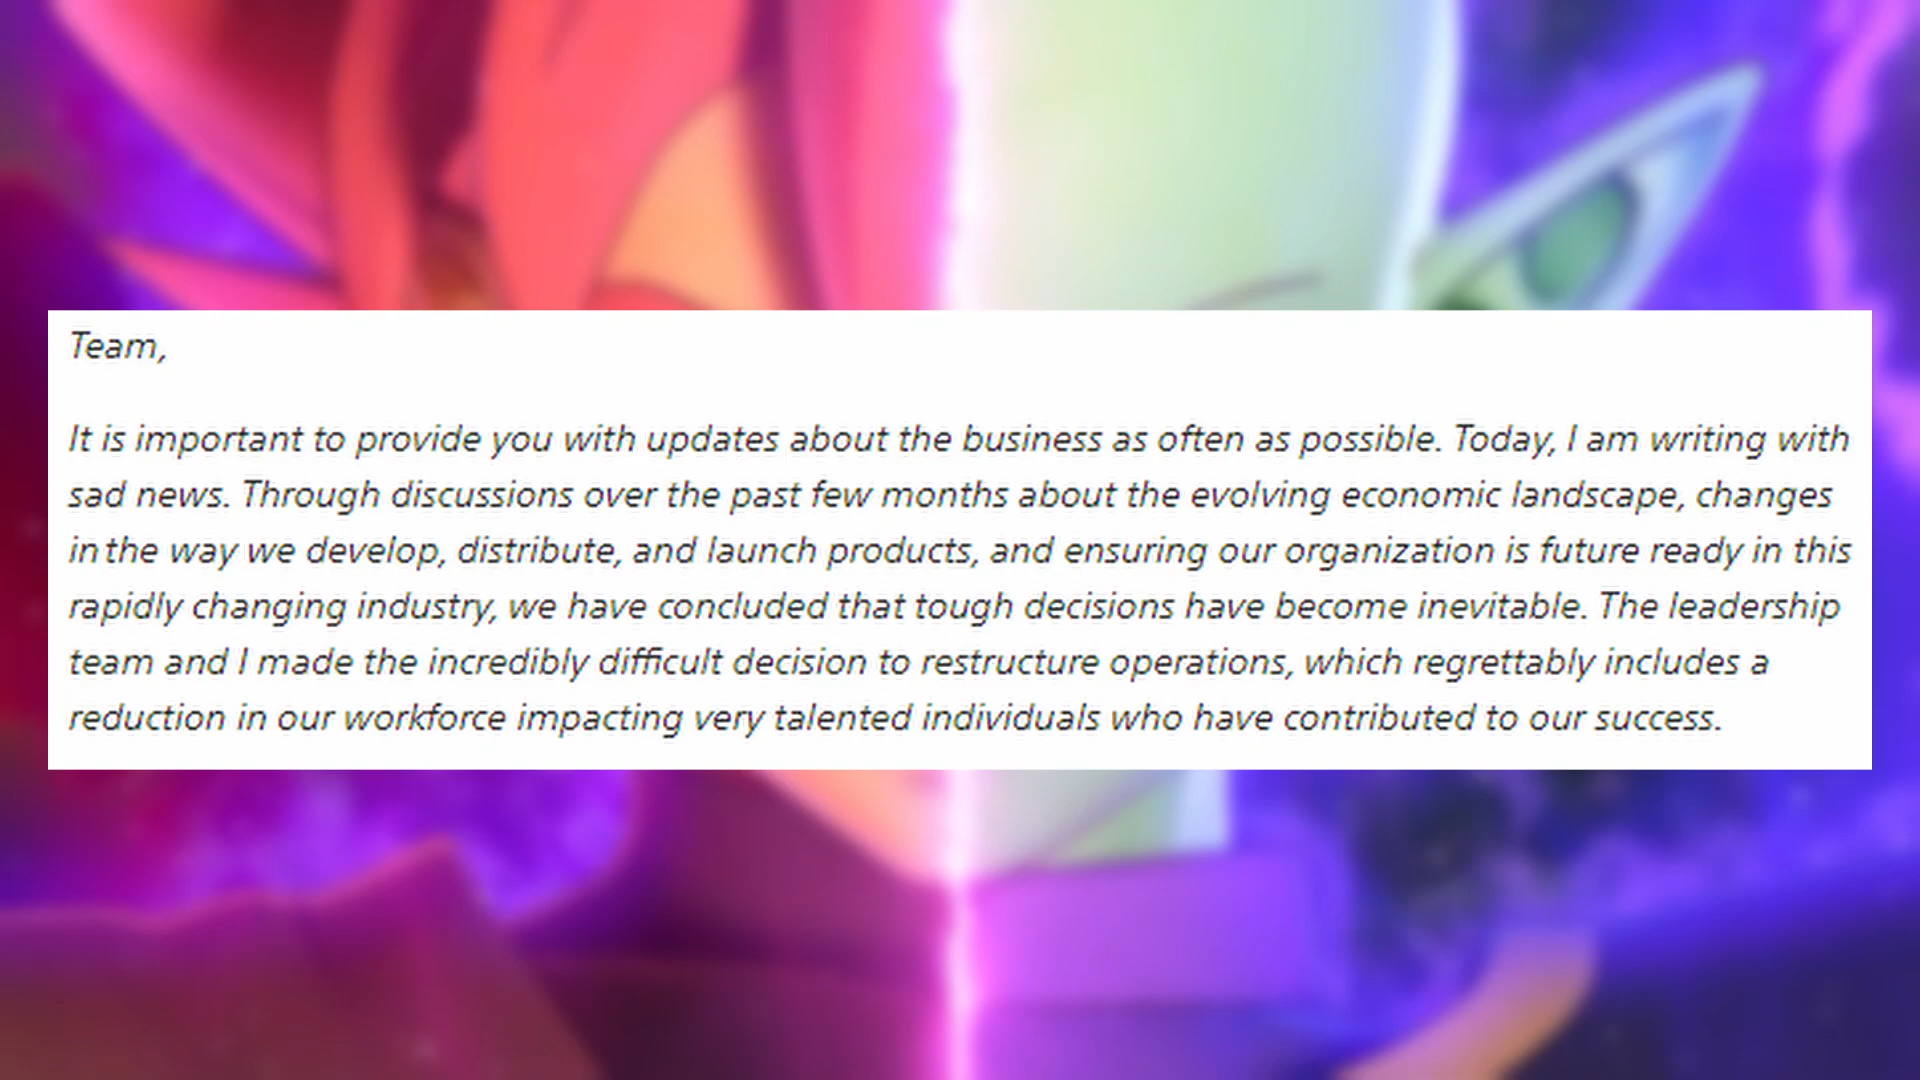 Team,
It is important to provide you with updates about the business as often as possible. Today, I am writing with
sad news. Through discussions over the past few months about the evolving economic landscape, changes
in the way we develop, distribute, and launch products, and ensuring our organization is future ready in this
rapidly changing industry, we have concluded that tough decisions have become inevitable. The leadership
team and I made the incredibly difficult decision to restructure operations, which regrettably includes a
reduction in our workforce impacting very talented individuals who have contributed to our success.